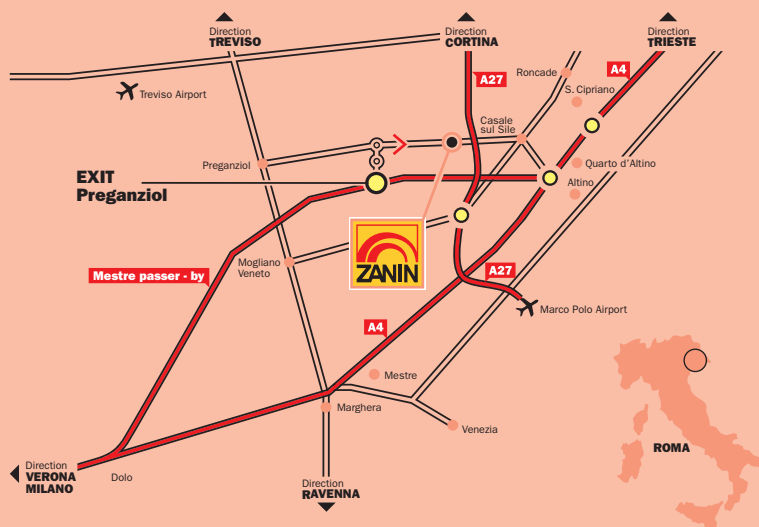 Direction
TREVISO
Direction
CORTINA
Direction
TRIESTE
A27
A4
Roncade
S. Cipriano
Treviso Airport
Casale
sul Sile
Preganziol
Quarto d'Altino
EXIT
Preganziol
Altino
Mogliano
Veneto
ZANIN
Mestre passer - by
A27
Marco Polo Airport
A4
Mestre
Marghera
Venezia
ROMA
Direction
VERONA
MILANO
Dolo
Direction
RAVENNA